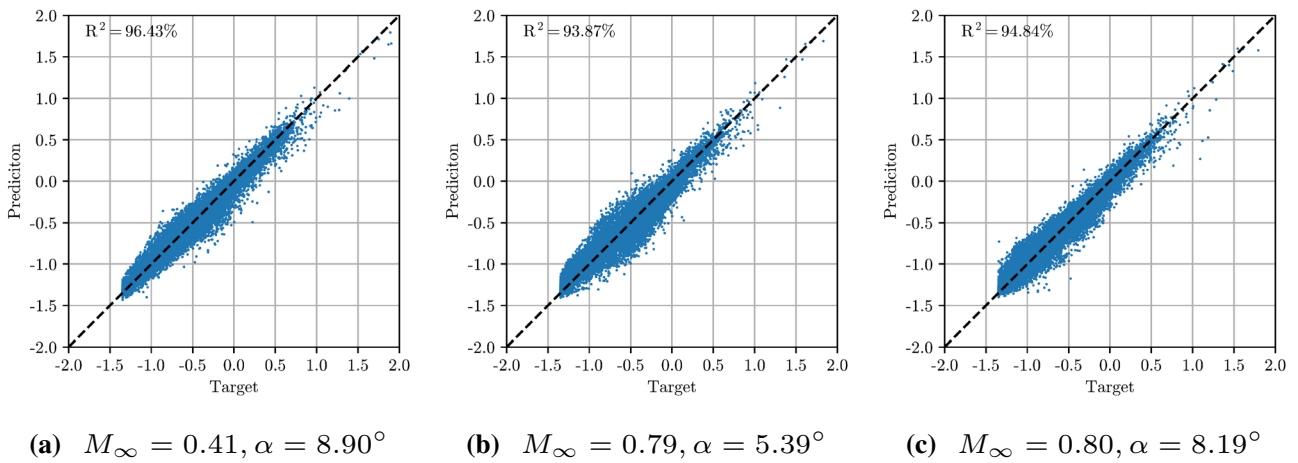 2.0
1.5
1.0
0.5
0.0
-0.5
-1.0
-1.5
-2.0
R² = 96.43%
Prediciton
-2.0 -1.5 -1.0 -0.5 0.0 0.5 1.0 1.5 2.0
Target
(a) M∞ = 0.41, α = 8.90°
2.0
1.5
1.0
0.5
0.0
-0.5
-1.0
-1.5
-2.0
R² = 93.87%
Prediciton
-2.0 -1.5 -1.0 -0.5 0.0 0.5 1.0 1.5 2.0
Target
(b) M∞ = 0.79, α = 5.39°
2.0
1.5
1.0
0.5
0.0
-0.5
-1.0
-1.5
-2.0
R² = 94.84%
Prediciton
-2.0 -1.5 -1.0 -0.5 0.0 0.5 1.0 1.5 2.0
Target
(c) M∞ = 0.80, α = 8.19°